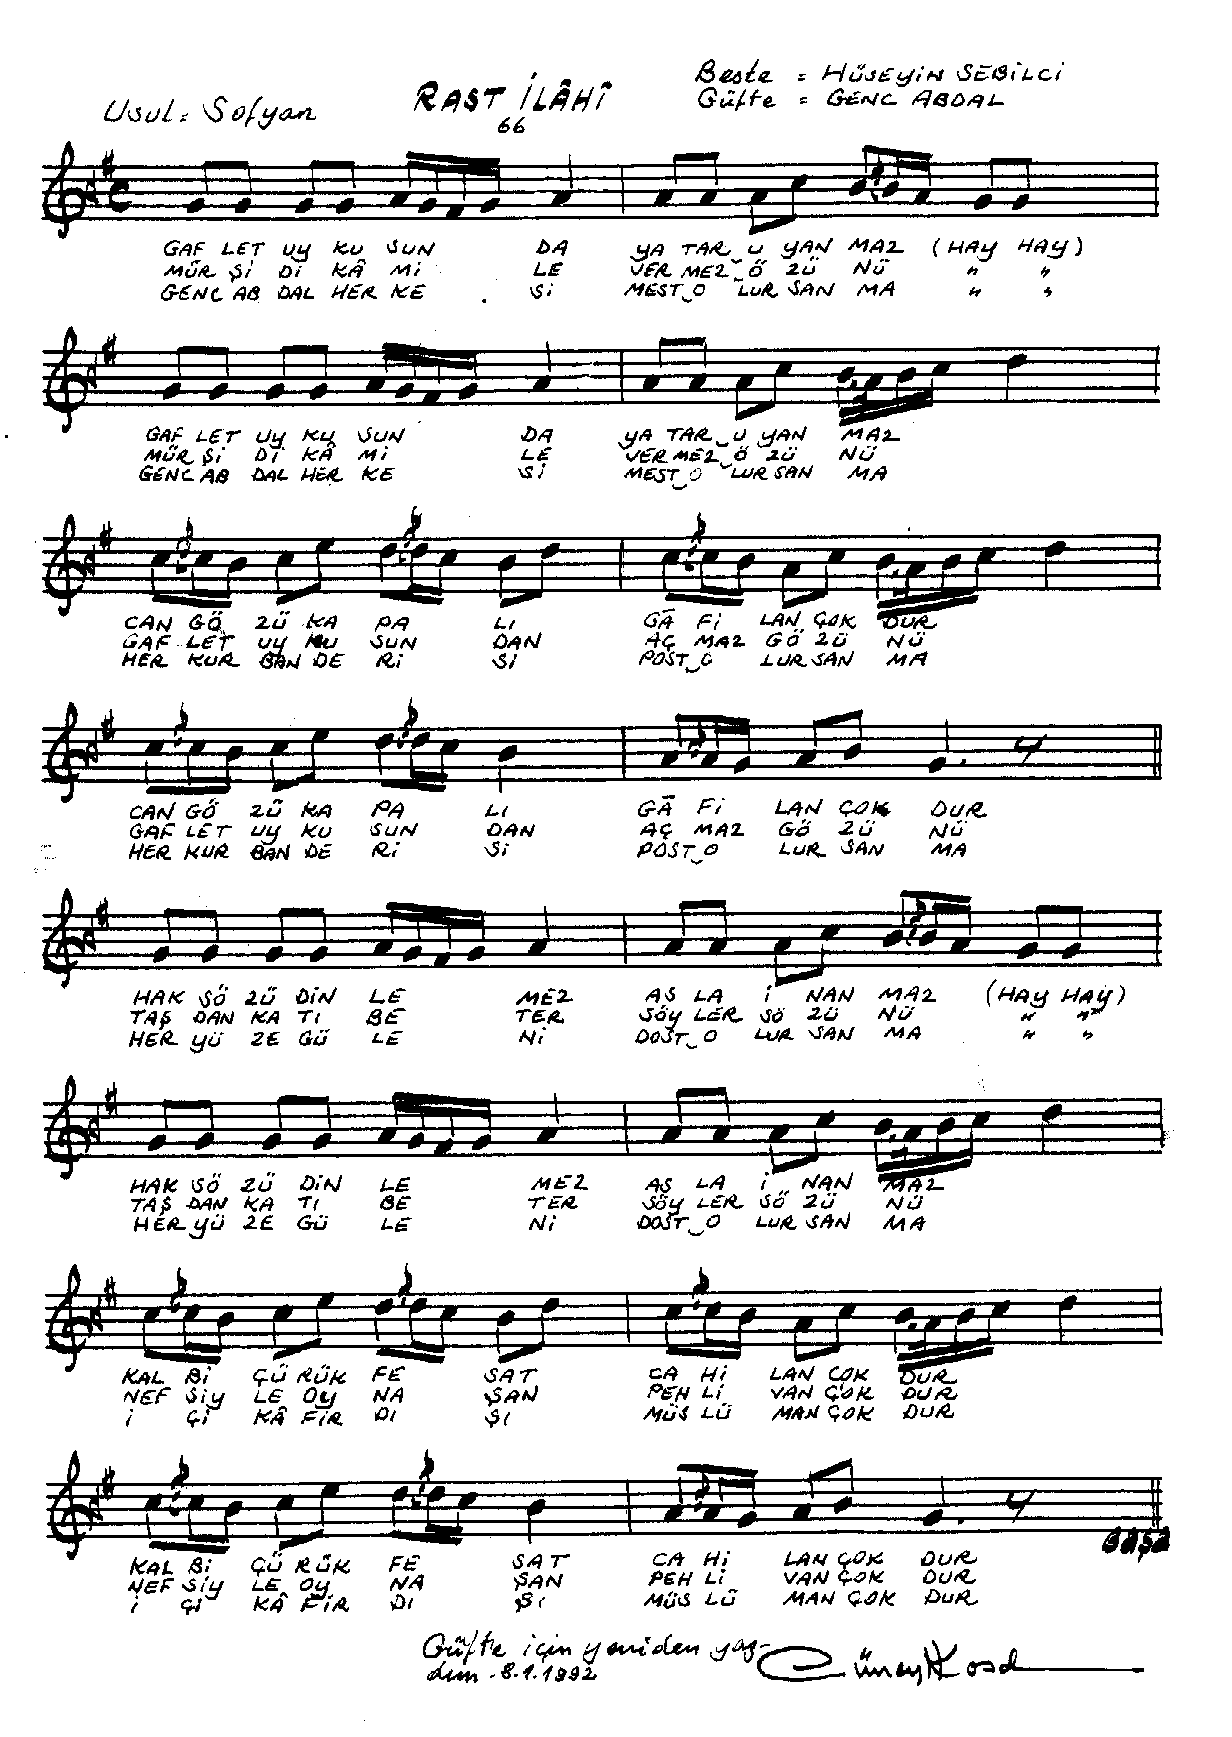 Beste = HÜSEYİN SEBİLCİ
Usul = Sofyan RAST İLÂHÎ Güfte = GENC ABDAL
66
GAF LET UY KU SUN DA YA TAR U YAN MAZ (HAY HAY)
MÜR Şİ Dİ KÂ Mİ LE VER MEZ Ö ZÜ NÜ " "
GENC AB DAL HER KE Sİ MEST O LUR SAN MA " "
GAF LET UY KU SUN DA YA TAR U YAN MAZ
MÜR Şİ Dİ KÂ Mİ LE VER MEZ Ö ZÜ NÜ
GENC AB DAL HER KE Sİ MEST O LUR SAN MA
CAN GÖ ZÜ KA PA LI GÃ Fİ LAN ÇOK DUR
GAF LET UY KU SUN DAN AÇ MAZ GÖ ZÜ NÜ
HER KUR BAN DE Rİ Sİ POST O LUR SAN MA
CAN GÖ ZÜ KA PA LI GÃ Fİ LAN ÇOK DUR
GAF LET UY KU SUN DAN AÇ MAZ GÖ ZÜ NÜ
HER KUR BAN DE Rİ Sİ POST O LUR SAN MA
HAK SÖ ZÜ DİN LE MEZ AS LA İ NAN MAZ (HAY HAY)
TAŞ DAN KA TI BE TER SÖY LER SÖ ZÜ NÜ " "
HER YÜ ZE GÜ LE Nİ DOST O LUR SAN MA " "
HAK SÖ ZÜ DİN LE MEZ AS LA İ NAN MAZ
TAŞ DAN KA TI BE TER SÖY LER SÖ ZÜ NÜ
HER YÜ ZE GÜ LE Nİ DOST O LUR SAN MA
KAL Bİ ÇÜ RÜK FE SAT CA Hİ LAN ÇOK DUR
NEF SİY LE OY NA ŞAN PEH Lİ VAN ÇOK DUR
İ Çİ KÂ FİR DI ŞI MÜS LÜ MAN ÇOK DUR
BAŞA
KAL Bİ ÇÜ RÜK FE SAT CA Hİ LAN ÇOK DUR
NEF SİY LE OY NA ŞAN PEH Lİ VAN ÇOK DUR
İ Çİ KÂ FİR DI ŞI MÜS LÜ MAN ÇOK DUR
Güfte için yeniden yaz-
dım - 8.1.1992 Güney